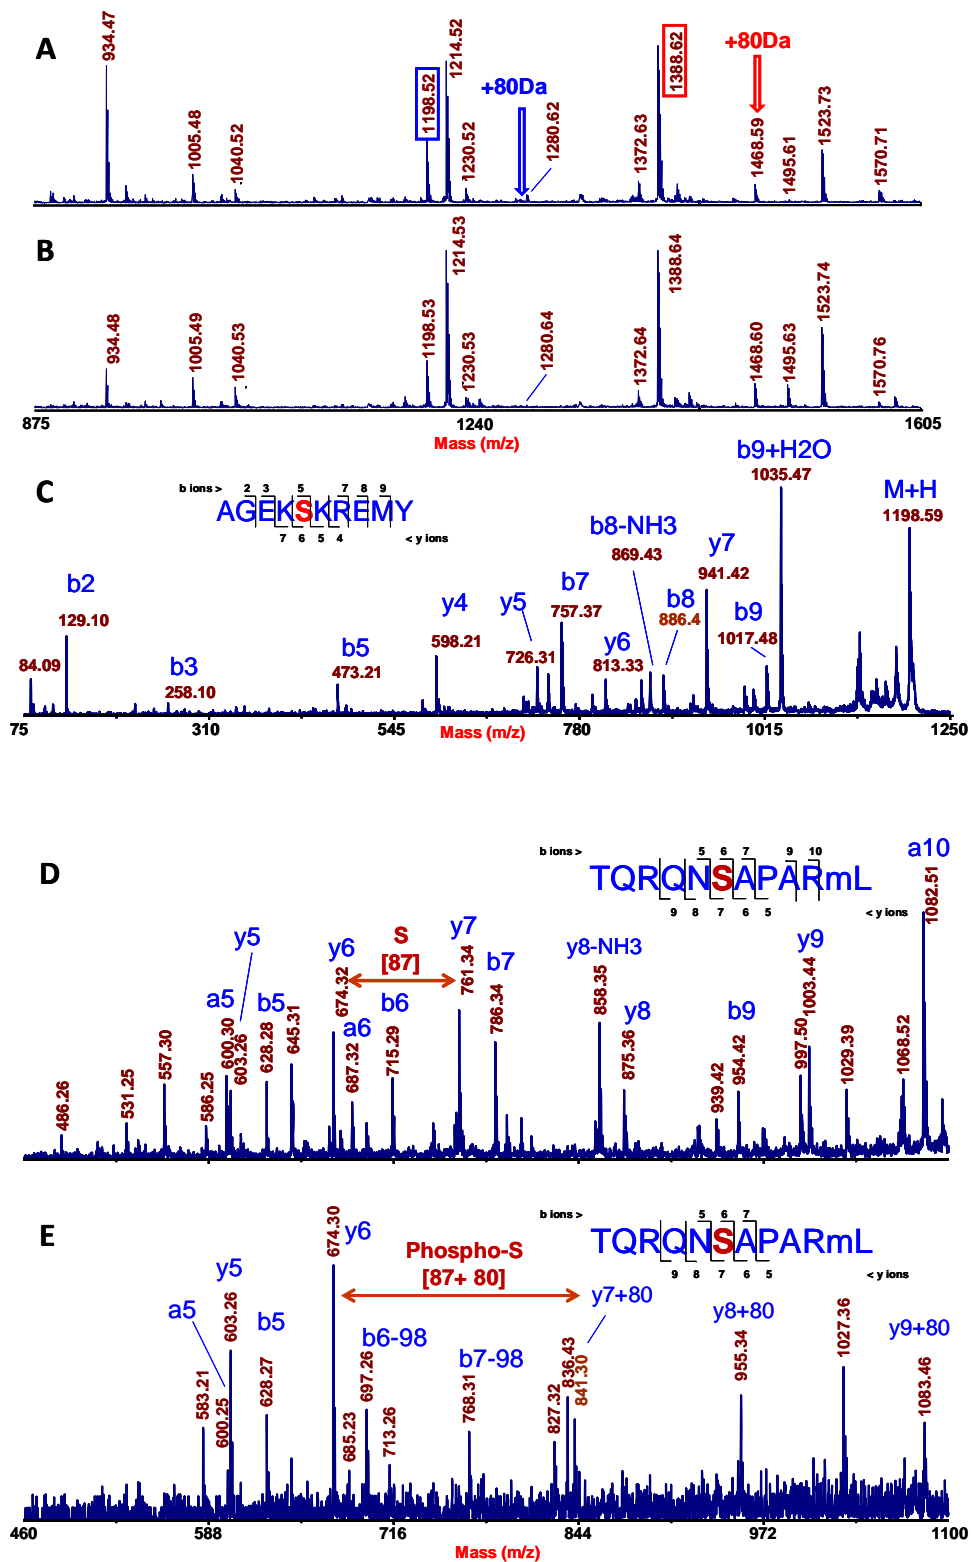 A
934.47
1005.48
1040.52
1198.52
1214.52
1230.52
+80Da
1280.62
1372.63
1388.62
+80Da
1468.59
1495.61
1523.73
1570.71
B
934.48
1005.49
1040.53
1198.53
1214.53
1230.53
1280.64
1372.64
1388.64
1468.60
1495.63
1523.74
1570.76
875 1240 1605
Mass (m/z)
C
b ions > 2 3 5 7 8 9
AGEKSKREMY
7 6 5 4 < y ions
84.09
b2
129.10
b3
258.10
b5
473.21
y4
598.21
y5
726.31
b7
757.37
y6
813.33
b8-NH3
869.43
b8
886.4
y7
941.42
b9
1017.48
b9+H2O
1035.47
M+H
1198.59
75 310 545 780 1015 1250
Mass (m/z)
D
b ions > 5 6 7 9 10
TQRQNSAPARmL
9 8 7 6 5 < y ions
486.26
531.25
557.30
586.25
a5
600.30
y5
603.26
b5
628.28
645.31
y6
674.32
S
[87]
a6
687.32
b6
715.29
y7
761.34
b7
786.34
y8-NH3
858.35
y8
875.36
939.42
b9
954.42
997.50
y9
1003.44
1029.39
1068.52
a10
1082.51
E
b ions > 5 6 7
TQRQNSAPARmL
9 8 7 6 5 < y ions
583.21
a5
600.25
y5
603.26
b5
628.27
674.30
y6
Phospho-S
[87+ 80]
685.23
b6-98
697.26
713.26
b7-98
768.31
827.32
836.43
y7+80
841.30
y8+80
955.34
1027.36
y9+80
1083.46
460 588 716 844 972 1100
Mass (m/z)